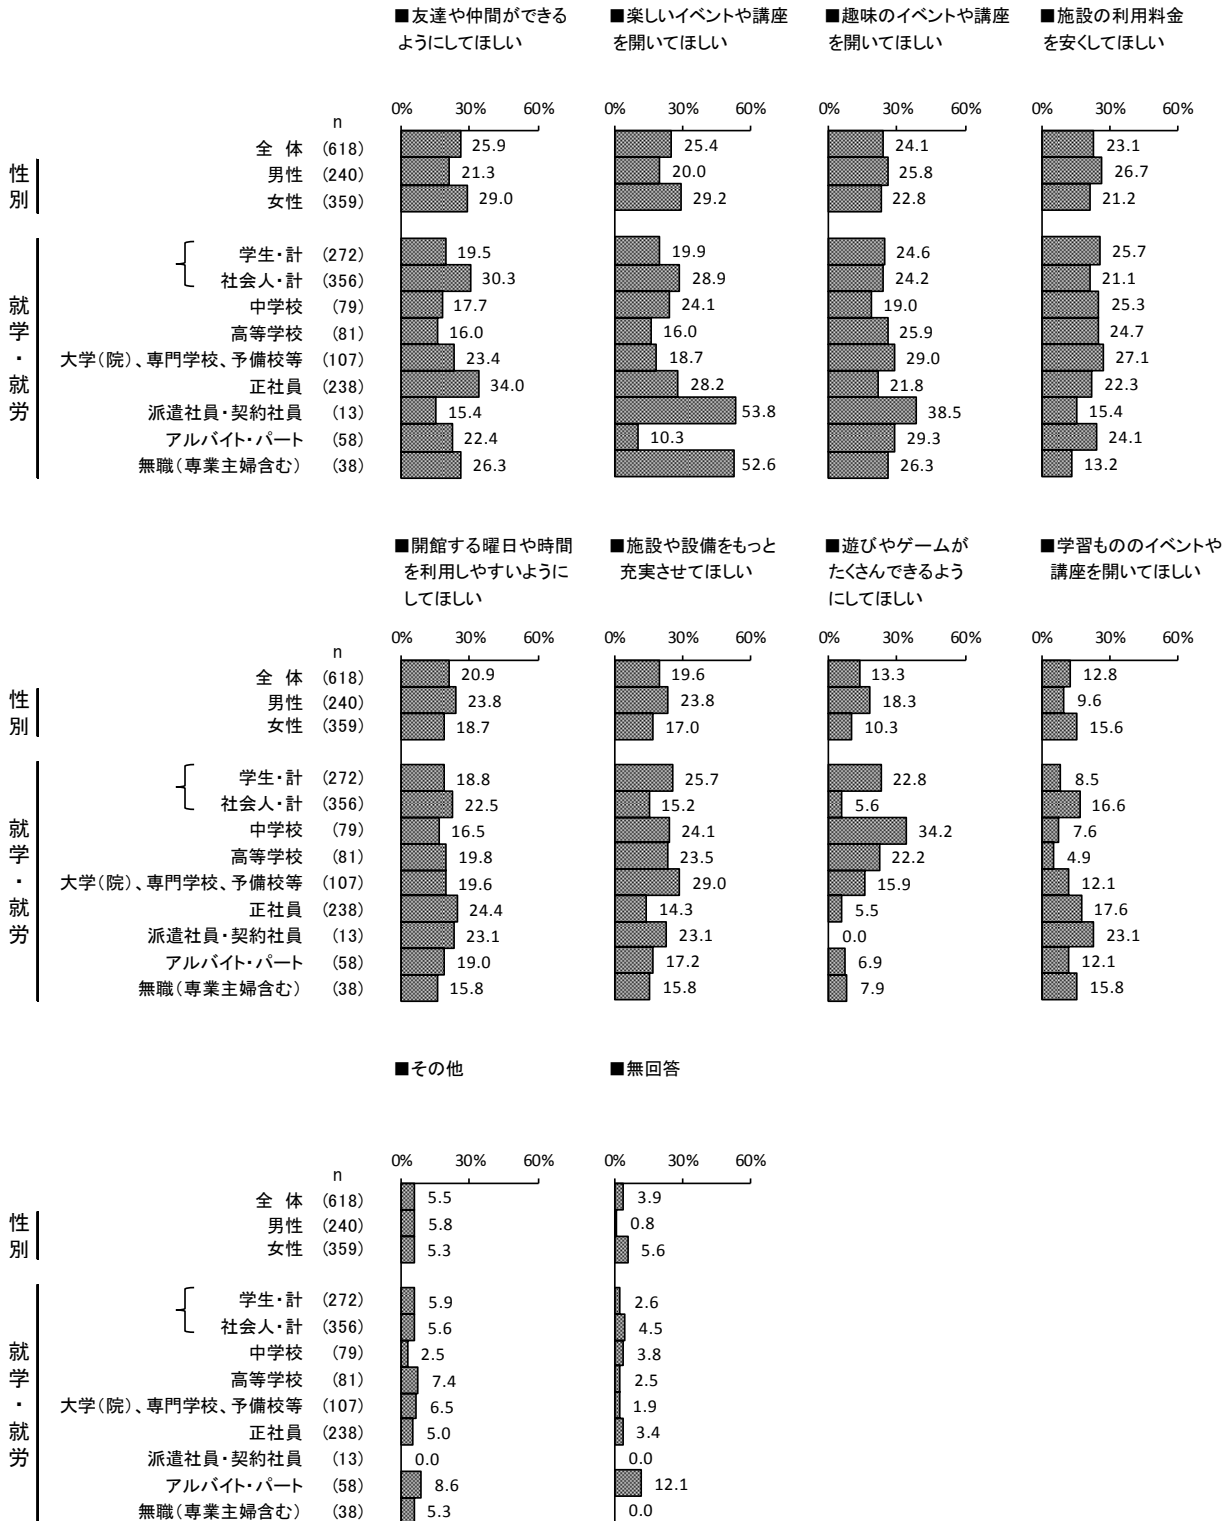 ■友達や仲間ができる ■楽しいイベントや講座 ■趣味のイベントや講座 ■施設の利用料金
ようにしてほしい を開いてほしい を開いてほしい を安くしてほしい
0% 30% 60% 0% 30% 60% 0% 30% 60% 0% 30% 60%
n
全 体 (618) 25.9 25.4 24.1 23.1
性別
男性 (240) 21.3 20.0 25.8 26.7
女性 (359) 29.0 29.2 22.8 21.2
就学・就労
学生・計 (272) 19.5 19.9 24.6 25.7
社会人・計 (356) 30.3 28.9 24.2 21.1
中学校 (79) 17.7 24.1 19.0 25.3
高等学校 (81) 16.0 16.0 25.9 24.7
大学(院)、専門学校、予備校等 (107) 23.4 18.7 29.0 27.1
正社員 (238) 34.0 28.2 21.8 22.3
派遣社員・契約社員 (13) 15.4 53.8 38.5 15.4
アルバイト・パート (58) 22.4 10.3 29.3 24.1
無職(専業主婦含む) (38) 26.3 52.6 26.3 13.2
■開館する曜日や時間 ■施設や設備をもっと ■遊びやゲームが ■学習もののイベントや
を利用しやすいように 充実させてほしい たくさんできるよう 講座を開いてほしい
してほしい にしてほしい
0% 30% 60% 0% 30% 60% 0% 30% 60% 0% 30% 60%
n
全 体 (618) 20.9 19.6 13.3 12.8
性別
男性 (240) 23.8 23.8 18.3 9.6
女性 (359) 18.7 17.0 10.3 15.6
就学・就労
学生・計 (272) 18.8 25.7 22.8 8.5
社会人・計 (356) 22.5 15.2 5.6 16.6
中学校 (79) 16.5 24.1 34.2 7.6
高等学校 (81) 19.8 23.5 22.2 4.9
大学(院)、専門学校、予備校等 (107) 19.6 29.0 15.9 12.1
正社員 (238) 24.4 14.3 5.5 17.6
派遣社員・契約社員 (13) 23.1 23.1 0.0 23.1
アルバイト・パート (58) 19.0 17.2 6.9 12.1
無職(専業主婦含む) (38) 15.8 15.8 7.9 15.8
■その他 ■無回答
0% 30% 60% 0% 30% 60%
n
全 体 (618) 5.5 3.9
性別
男性 (240) 5.8 0.8
女性 (359) 5.3 5.6
就学・就労
学生・計 (272) 5.9 2.6
社会人・計 (356) 5.6 4.5
中学校 (79) 2.5 3.8
高等学校 (81) 7.4 2.5
大学(院)、専門学校、予備校等 (107) 6.5 1.9
正社員 (238) 5.0 3.4
派遣社員・契約社員 (13) 0.0 0.0
アルバイト・パート (58) 8.6 12.1
無職(専業主婦含む) (38) 5.3 0.0